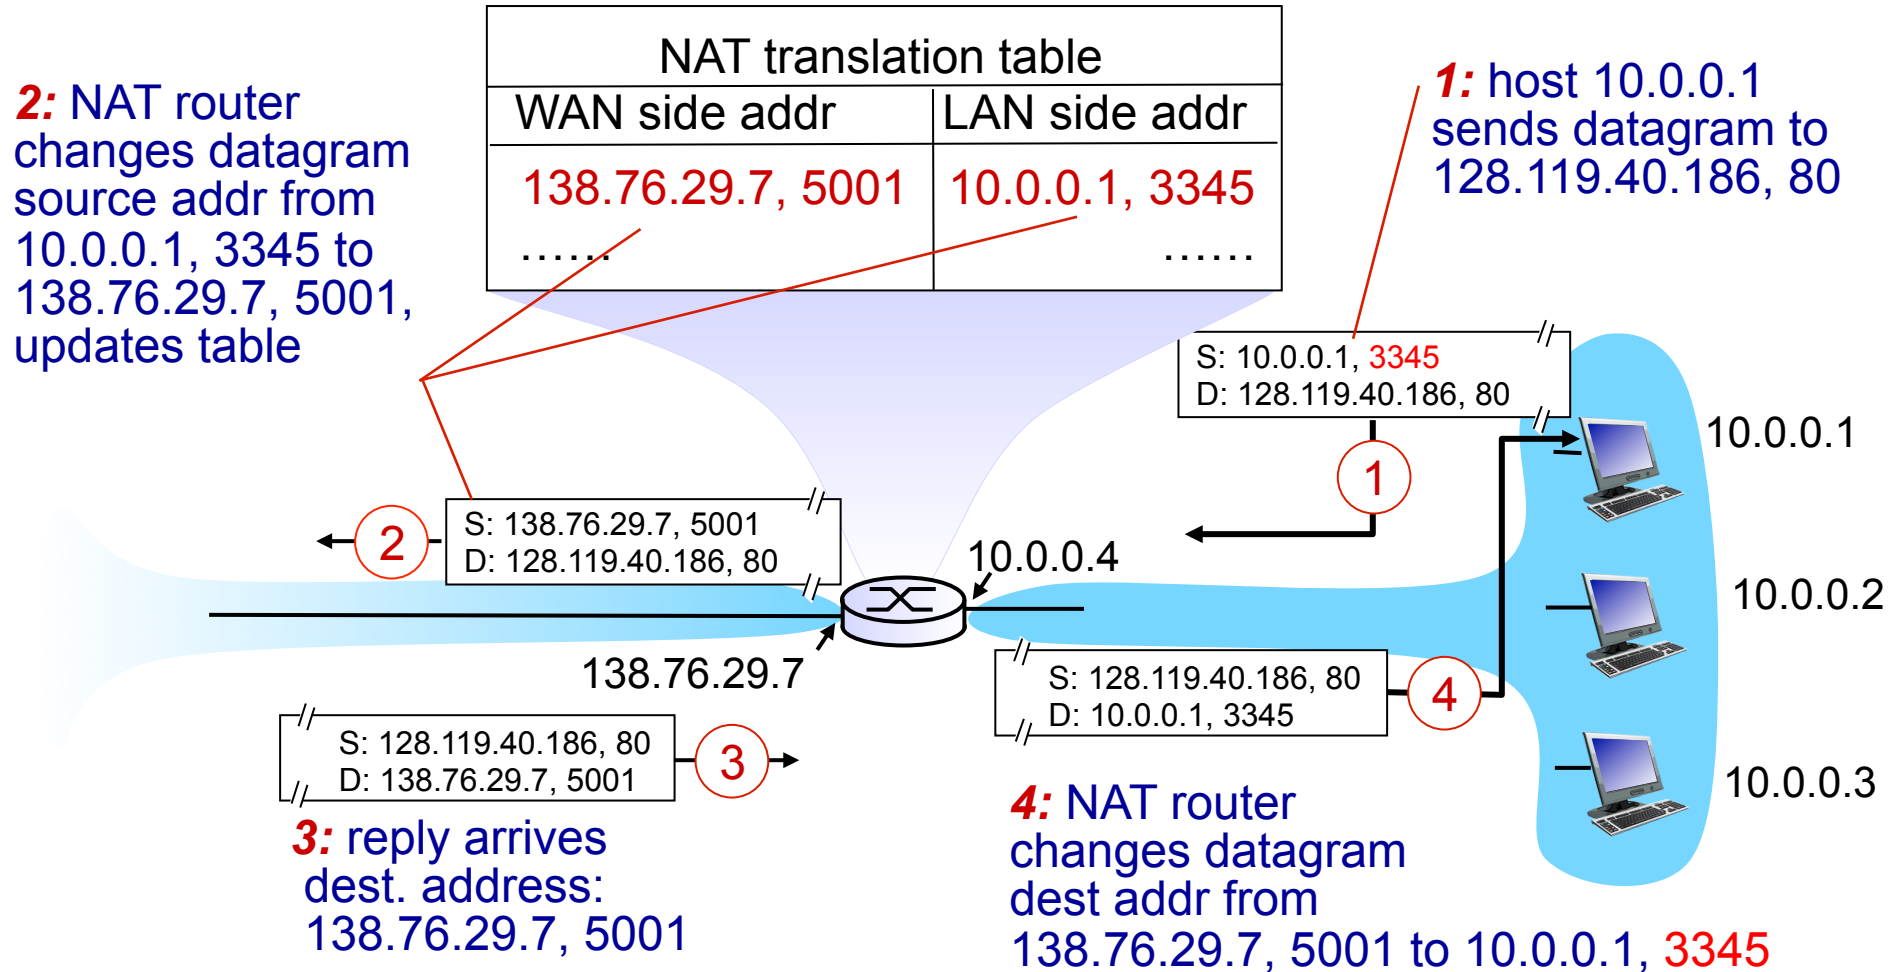 NAT translation table
WAN side addr LAN side addr
138.76.29.7, 5001 10.0.0.1, 3345
...... ......
2: NAT router
changes datagram
source addr from
10.0.0.1, 3345 to
138.76.29.7, 5001,
updates table
1: host 10.0.0.1
sends datagram to
128.119.40.186, 80
S: 10.0.0.1, 3345
D: 128.119.40.186, 80
1
10.0.0.1
S: 138.76.29.7, 5001
D: 128.119.40.186, 80
2
10.0.0.4
10.0.0.2
138.76.29.7
S: 128.119.40.186, 80
D: 10.0.0.1, 3345
4
S: 128.119.40.186, 80
D: 138.76.29.7, 5001
3
10.0.0.3
3: reply arrives
dest. address:
138.76.29.7, 5001
4: NAT router
changes datagram
dest addr from
138.76.29.7, 5001 to 10.0.0.1, 3345